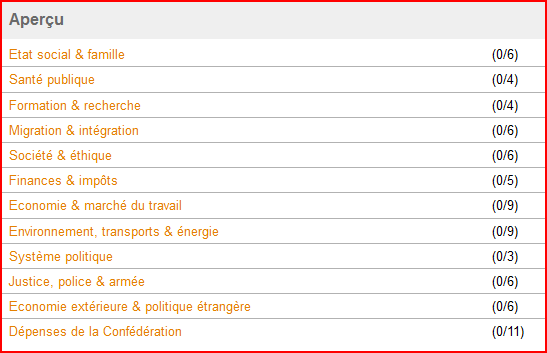 Aperçu
Etat social & famille (0/6)
Santé publique (0/4)
Formation & recherche (0/4)
Migration & intégration (0/6)
Société & éthique (0/6)
Finances & impôts (0/5)
Economie & marché du travail (0/9)
Environnement, transports & énergie (0/9)
Système politique (0/3)
Justice, police & armée (0/6)
Economie extérieure & politique étrangère (0/6)
Dépenses de la Confédération (0/11)